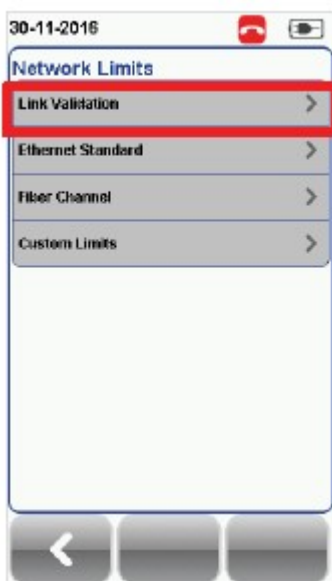 30-11-2016
Network Limits
Link Validation
Ethernet Standard
Fiber Channel
Custom Limits